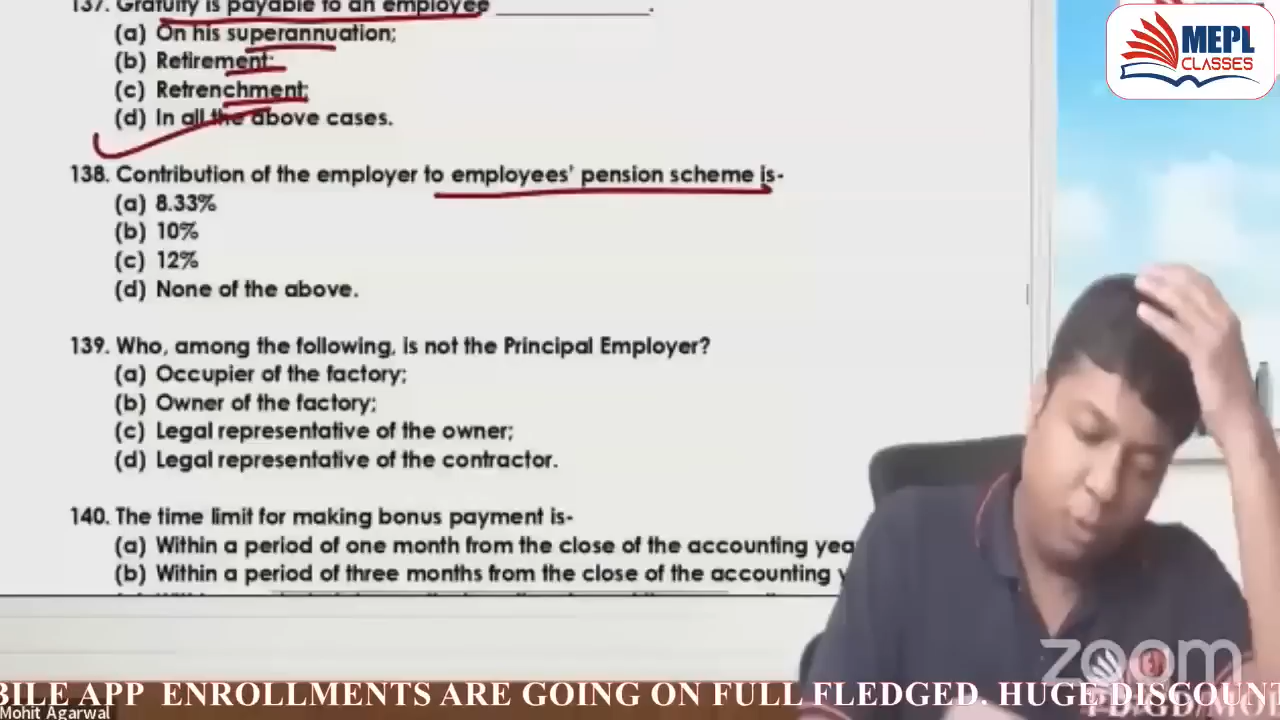 137. Gratuity is payable to an employee ____________.
(a) On his superannuation;
(b) Retirement;
(c) Retrenchment;
(d) In all the above cases.
138. Contribution of the employer to employees' pension scheme is-
(a) 8.33%
(b) 10%
(c) 12%
(d) None of the above.
139. Who, among the following, is not the Principal Employer?
(a) Occupier of the factory;
(b) Owner of the factory;
(c) Legal representative of the owner;
(d) Legal representative of the contractor.
140. The time limit for making bonus payment is-
(a) Within a period of one month from the close of the accounting yea
(b) Within a period of three months from the close of the accounting
MEPL
CLASSES
zoom
BILE APP ENROLLMENTS ARE GOING ON FULL FLEDGED. HUGE DISCOUNT
Mohit Agarwal